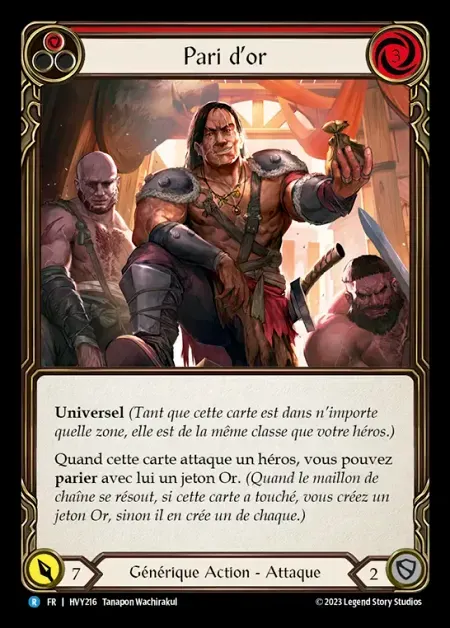 Pari d'or
3
Universel (Tant que cette carte est dans n'importe
quelle zone, elle est de la même classe que votre héros.)
Quand cette carte attaque un héros, vous pouvez
parier avec lui un jeton Or. (Quand le maillon de
chaîne se résout, si cette carte a touché, vous créez un
jeton Or, sinon il en crée un de chaque.)
7
Générique Action - Attaque
2
R FR | HVY216 Tanapon Wachirakul
© 2023 Legend Story Studios